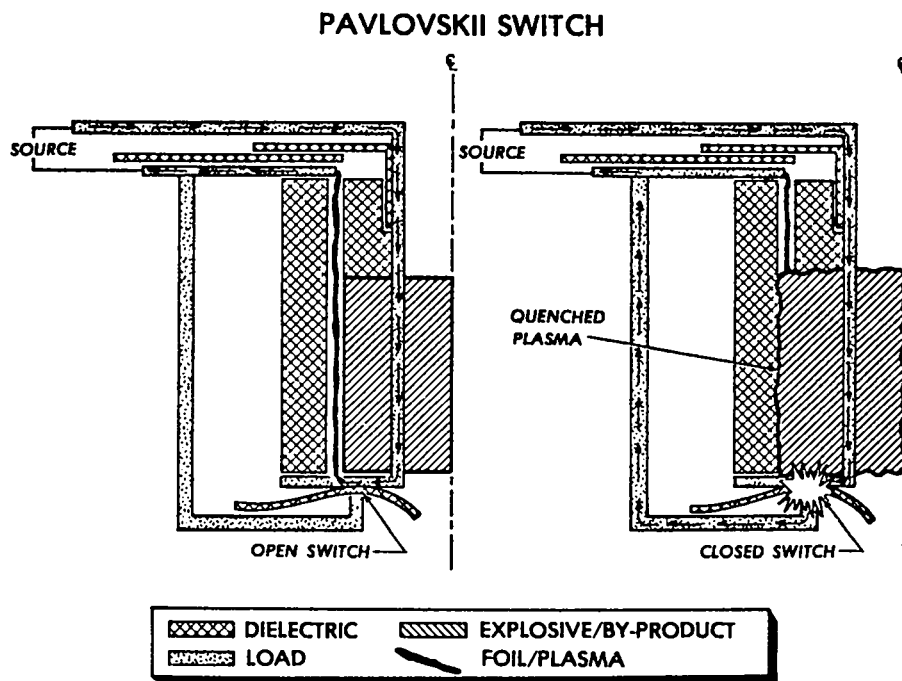 PAVLOVSKII SWITCH
℄
℄
SOURCE
SOURCE
QUENCHED
PLASMA
OPEN SWITCH
CLOSED SWITCH
DIELECTRIC
EXPLOSIVE/BY-PRODUCT
LOAD
FOIL/PLASMA